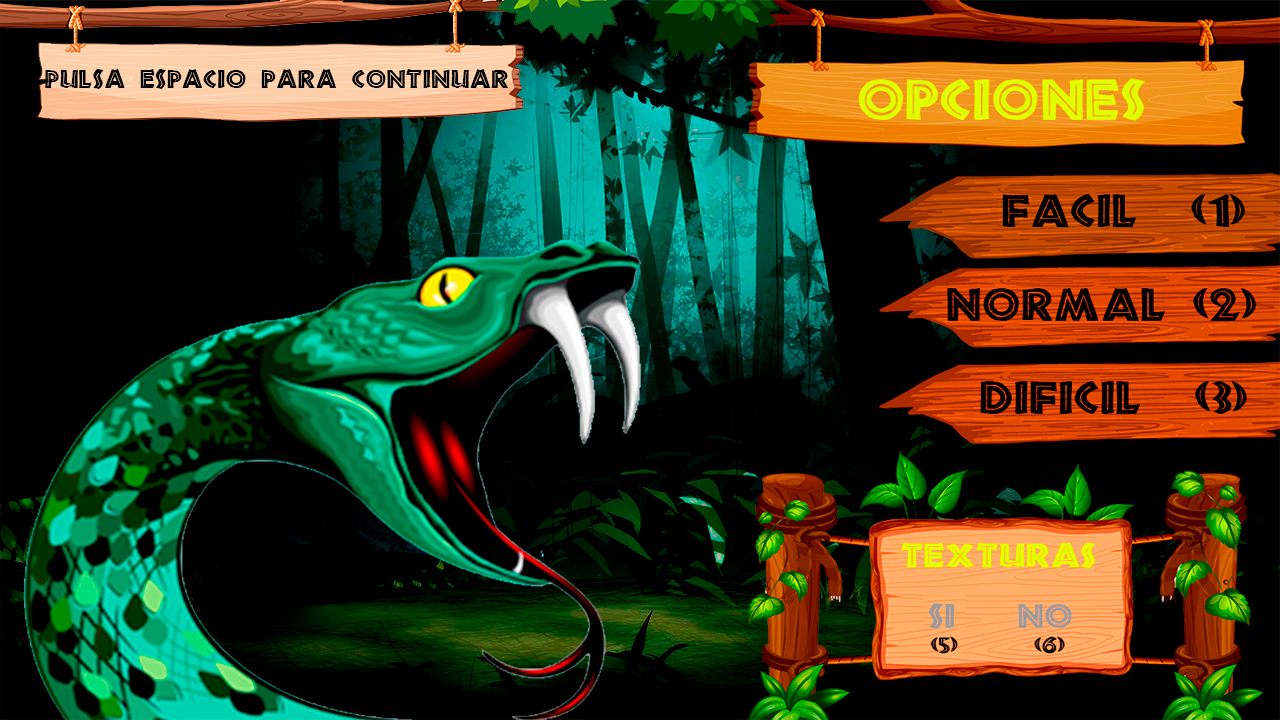 PULSA ESPACIO PARA CONTINUAR
OPCIONES
FACIL (1)
NORMAL (2)
DIFICIL (3)
TEXTURAS
SI NO
(5) (6)